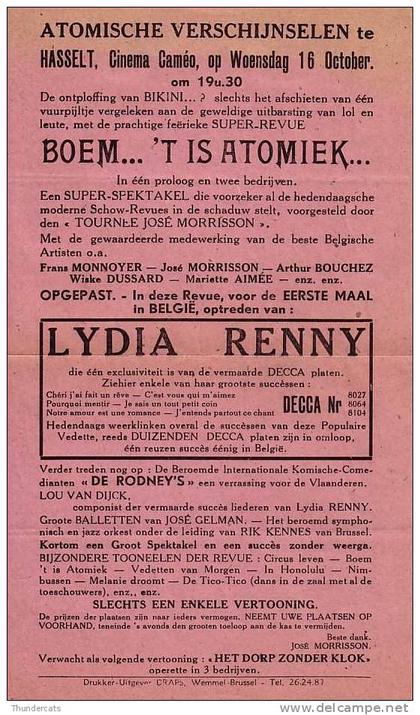 ATOMISCHE VERSCHIJNSELEN te
HASSELT, Cinema Caméo, op Woensdag 16 October.
om 19u.30
De ontploffing van BIKINI...? slechts het afschieten van één
vuurpijltje vergeleken aan de geweldige uitbarsting van lol en
leute, met de prachtige feërieke SUPER-REVUE
BOEM... 'T IS ATOMIEK...
In één proloog en twee bedrijven.
Een SUPER-SPEKTAKEL die voorzeker al de hedendaagsche
moderne Schow-Revues in de schaduw stelt, voorgesteld door
den « TOURNÉE JOSÉ MORRÍSSON ».
Met de gewaardeerde medewerking van de beste Belgische
Artisten o.a.
Frans MONNOYER — José MORRISSON — Arthur BOUCHEZ
Wiske DUSSARD — Mariette AIMÉE — enz. enz.
OPGEPAST. - In deze Revue, voor de EERSTE MAAL
in BELGIË, optreden van :
LYDIA RENNY
die één exclusiviteit is van de vermaarde DECCA platen.
Ziehier enkele van haar grootste succèssen :
Chéri j'ai fait un rêve — C'est vous qui m'aimez 8027
Pourquoi mentir — Je sais un tout petit coin DECCA Nr 8064
Notre amour est une romance — J'entends partout ce chant 8104
Hedendaags weerklinken overal de succèssen van deze Populaire
Vedette, reeds DUIZENDEN DECCA platen zijn in omloop,
één reuzen succès éénig in België.
Verder treden nog op : De Beroemde Internationale Komische-Come-
dianten « DE RODNEY'S » een verrassing voor de Vlaanderen.
LOU VAN DIJCK,
componist der vermaarde succès liederen van Lydia RENNY.
Groote BALLETTEN van JOSÉ GELMAN. — Het beroemd sympho-
nisch en jazz orkest onder de leiding van RIK KENNES van Brussel.
Kortom een Groot Spektakel en een succès zonder weerga.
BIJZONDERE TOONEELEN DER REVUE : Circus leven — Boem
't is Atomiek — Vedetten van Morgen — In Honolulu — Nim-
bussen — Melanie droomt — De Tico-Tico (dans in de zaal met al de
toeschouwers), enz,. enz.
SLECHTS EEN ENKELE VERTOONING.
De prijzen der plaatsen zijn naar ieders vermogen. NEEMT UWE PLAATSEN OP
VOORHAND, teneinde 's avonds den grooten toeloop aan de kas te vermijden.
Beste dank.
JOSÉ MORRISSON.
Verwacht als volgende vertooning : «HET DORP ZONDER KLOK»
operette in 3 bedrijven.
Drukker-Uitgever DRAPS, Wemmel-Brussel - Tel. 26.24.87
Thundercats
www.delcampe.net